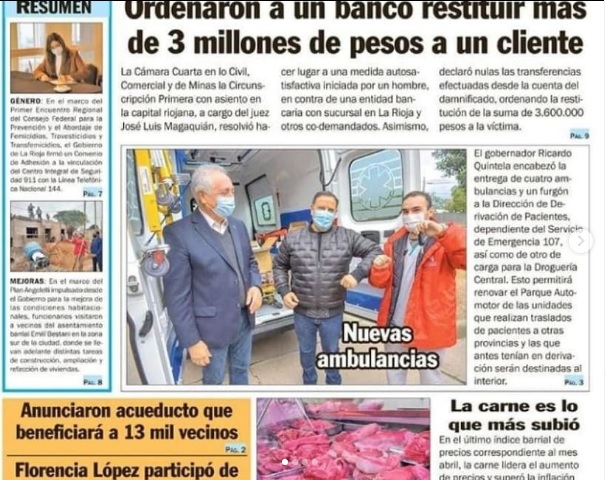 RESUMEN
GÉNERO: En el marco del
Primer Encuentro Regional
del Consejo Federal para la
Prevención y el Abordaje de
Femicidios, Travesticidios y
Transfemicidios, el Gobierno
de La Rioja firmó un Convenio
de Adhesión a la vinculación
del Centro Integral de Seguri-
dad 911 con la Línea Telefóni-
ca Nacional 144.
PÁG. 7
MEJORAS: En el marco del
Plan Angelelli impulsado desde
el Gobierno para la mejora de
las condiciones habitacio-
nales, funcionarios visitaron
a vecinos del asentamiento
barrial Emili Bestani en la zona
sur de la ciudad, donde se lle-
van adelante distintas tareas
de construcción, ampliación y
refacción de viviendas.
PÁG. 8
Ordenaron a un banco restituir más
de 3 millones de pesos a un cliente
La Cámara Cuarta en lo Civil,
Comercial y de Minas la Circuns-
cripción Primera con asiento en
la capital riojana, a cargo del juez
José Luis Magaquián, resolvió ha-
cer lugar a una medida autosa-
tisfactiva iniciada por un hombre,
en contra de una entidad ban-
caria con sucursal en La Rioja y
otros co-demandados. Asimismo,
declaró nulas las transferencias
efectuadas desde la cuenta del
damnificado, ordenando la resti-
tución de la suma de 3.600.000
pesos a la víctima.
PÁG. 9
Nuevas
ambulancias
El gobernador Ricardo
Quintela encabezó la
entrega de cuatro am-
bulancias y un furgón
a la Dirección de De-
rivación de Pacientes,
dependiente del Servicio
de Emergencia 107,
así como de otro de
carga para la Droguería
Central. Esto permitirá
renovar el Parque Auto-
motor de las unidades
que realizan traslados
de pacientes a otras
provincias y las que
antes tenían en deriva-
ción serán destinadas al
interior.
PÁG. 3
Anunciaron acueducto que
beneficiará a 13 mil vecinos
PÁG. 2
Florencia López participó de
La carne es lo
que más subió
En el último índice barrial de
precios correspondiente al mes
abril, la carne lidera el aumento
de precios y superó la inflación